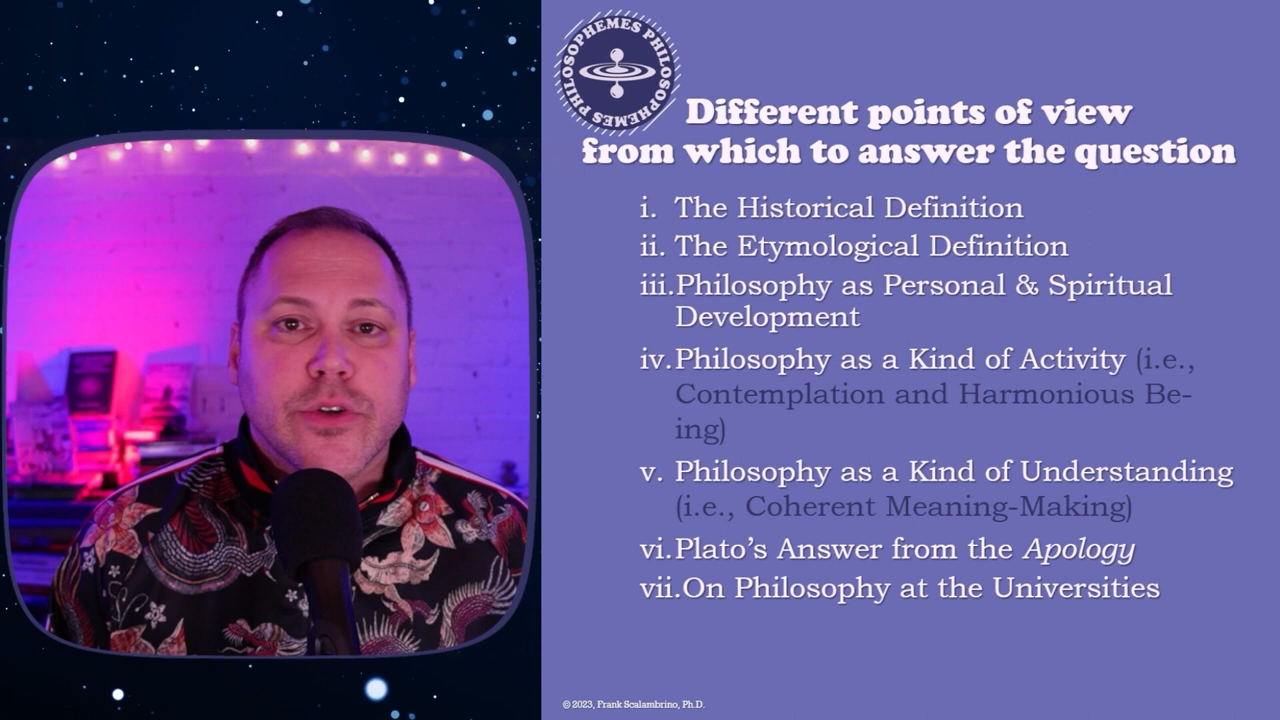 PHILOSOPHEMES PHILOSOPHEMES
Different points of view
from which to answer the question
i. The Historical Definition
ii. The Etymological Definition
iii.Philosophy as Personal & Spiritual
Development
iv.Philosophy as a Kind of Activity (i.e.,
Contemplation and Harmonious Be-
ing)
v. Philosophy as a Kind of Understanding
(i.e., Coherent Meaning-Making)
vi.Plato’s Answer from the Apology
vii.On Philosophy at the Universities
© 2023, Frank Scalambrino, Ph.D.